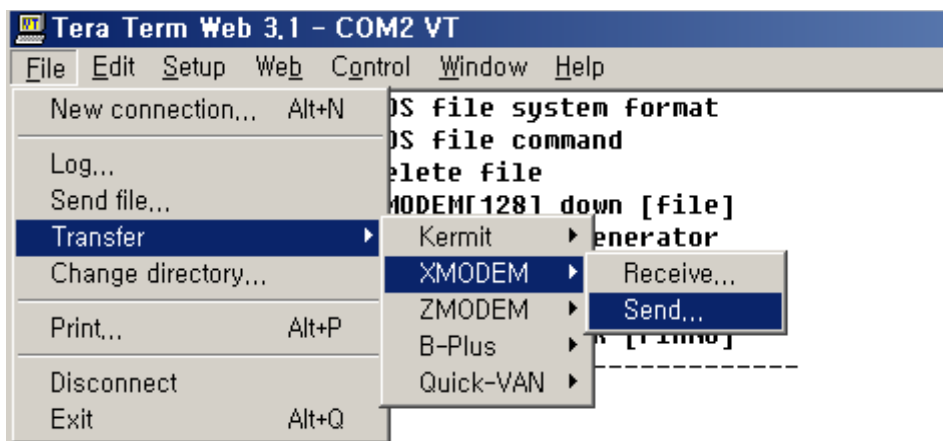 Tera Term Web 3.1 - COM2 VT
File Edit Setup Web Control Window Help
New connection... Alt+N
Log...
Send file...
Transfer
Change directory...
Print... Alt+P
Disconnect
Exit Alt+Q
Kermit
XMODEM
ZMODEM
B-Plus
Quick-VAN
Receive...
Send...
OS file system format
OS file command
elete file
MODEM[128] down [file]
enerator
-----------